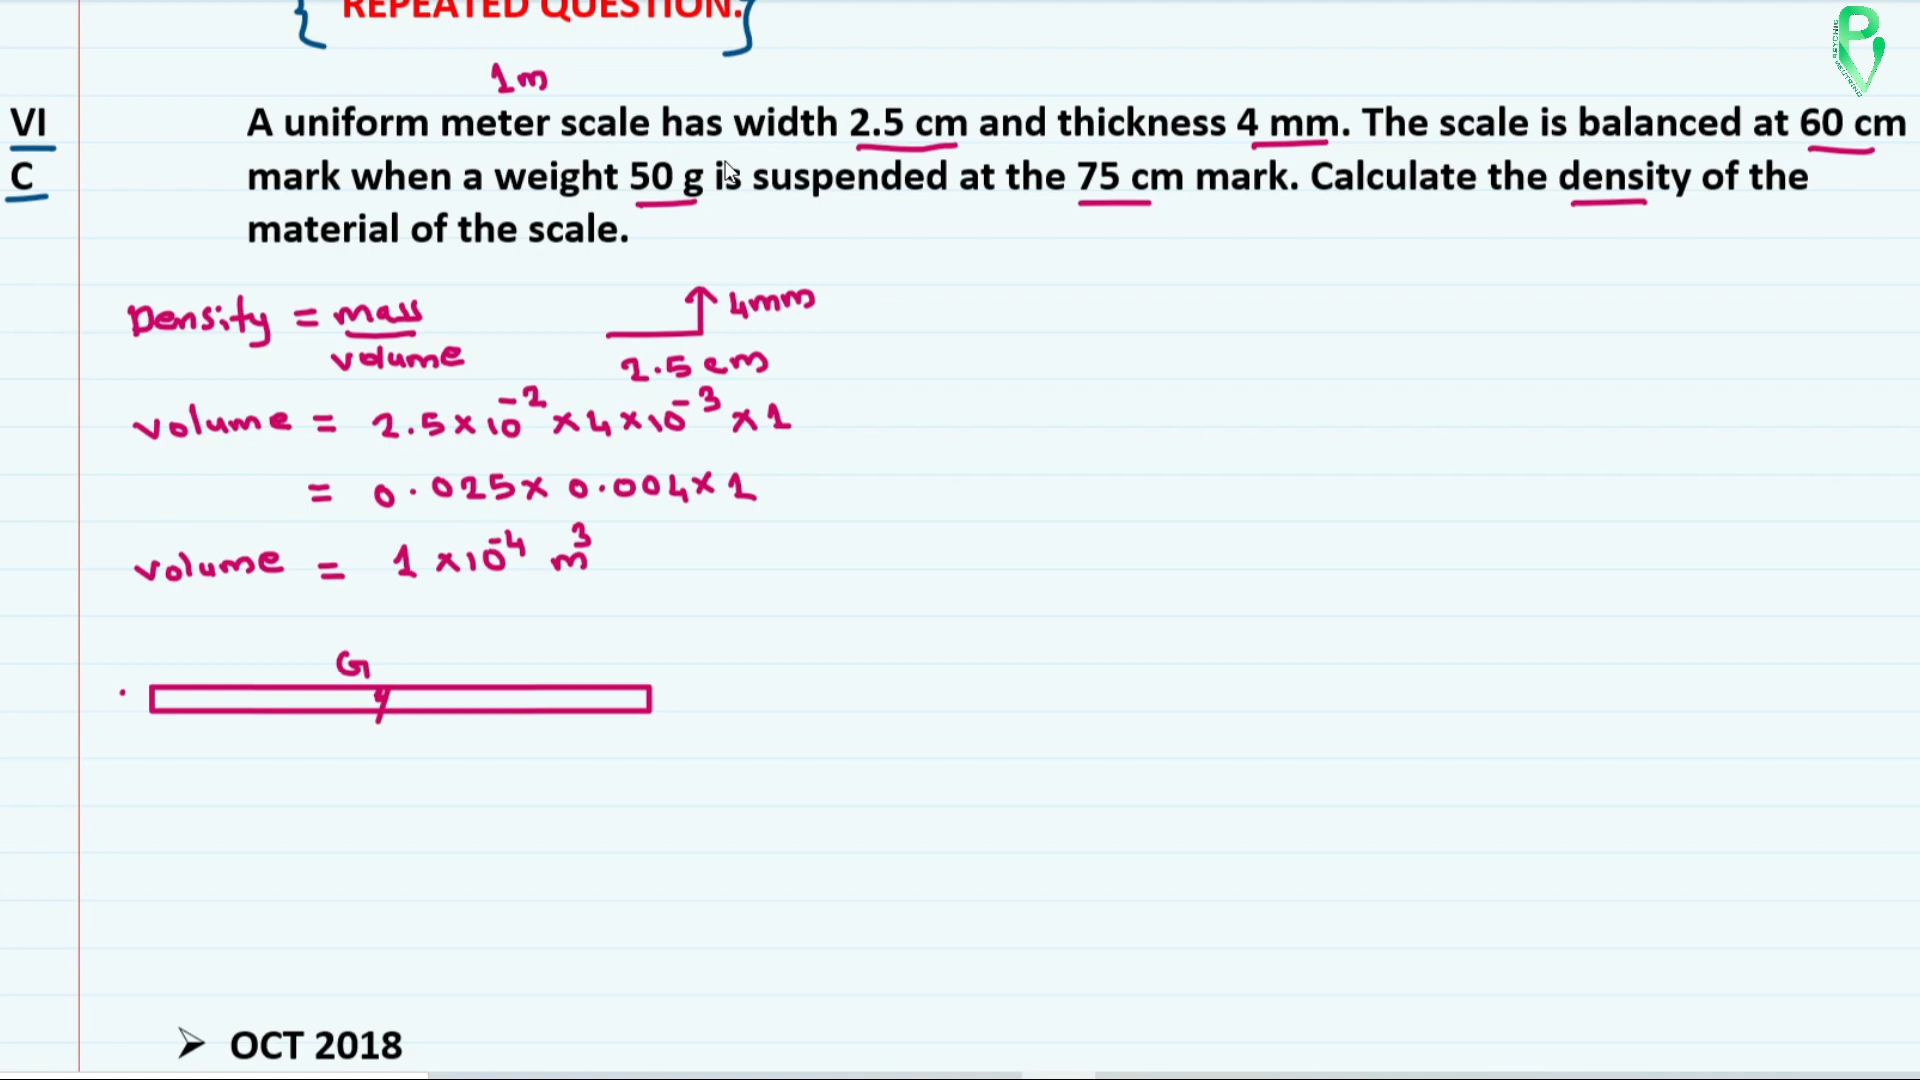 REPEATED QUESTION.
1m
VI C
A uniform meter scale has width 2.5 cm and thickness 4 mm. The scale is balanced at 60 cm
mark when a weight 50 g is suspended at the 75 cm mark. Calculate the density of the
material of the scale.
Density = mass
volume
4mm
2.5 cm
volume = 2.5 × 10⁻² × 4 × 10⁻³ × 1
= 0.025 × 0.004 × 1
volume = 1 × 10⁻⁴ m³
G
➢ OCT 2018